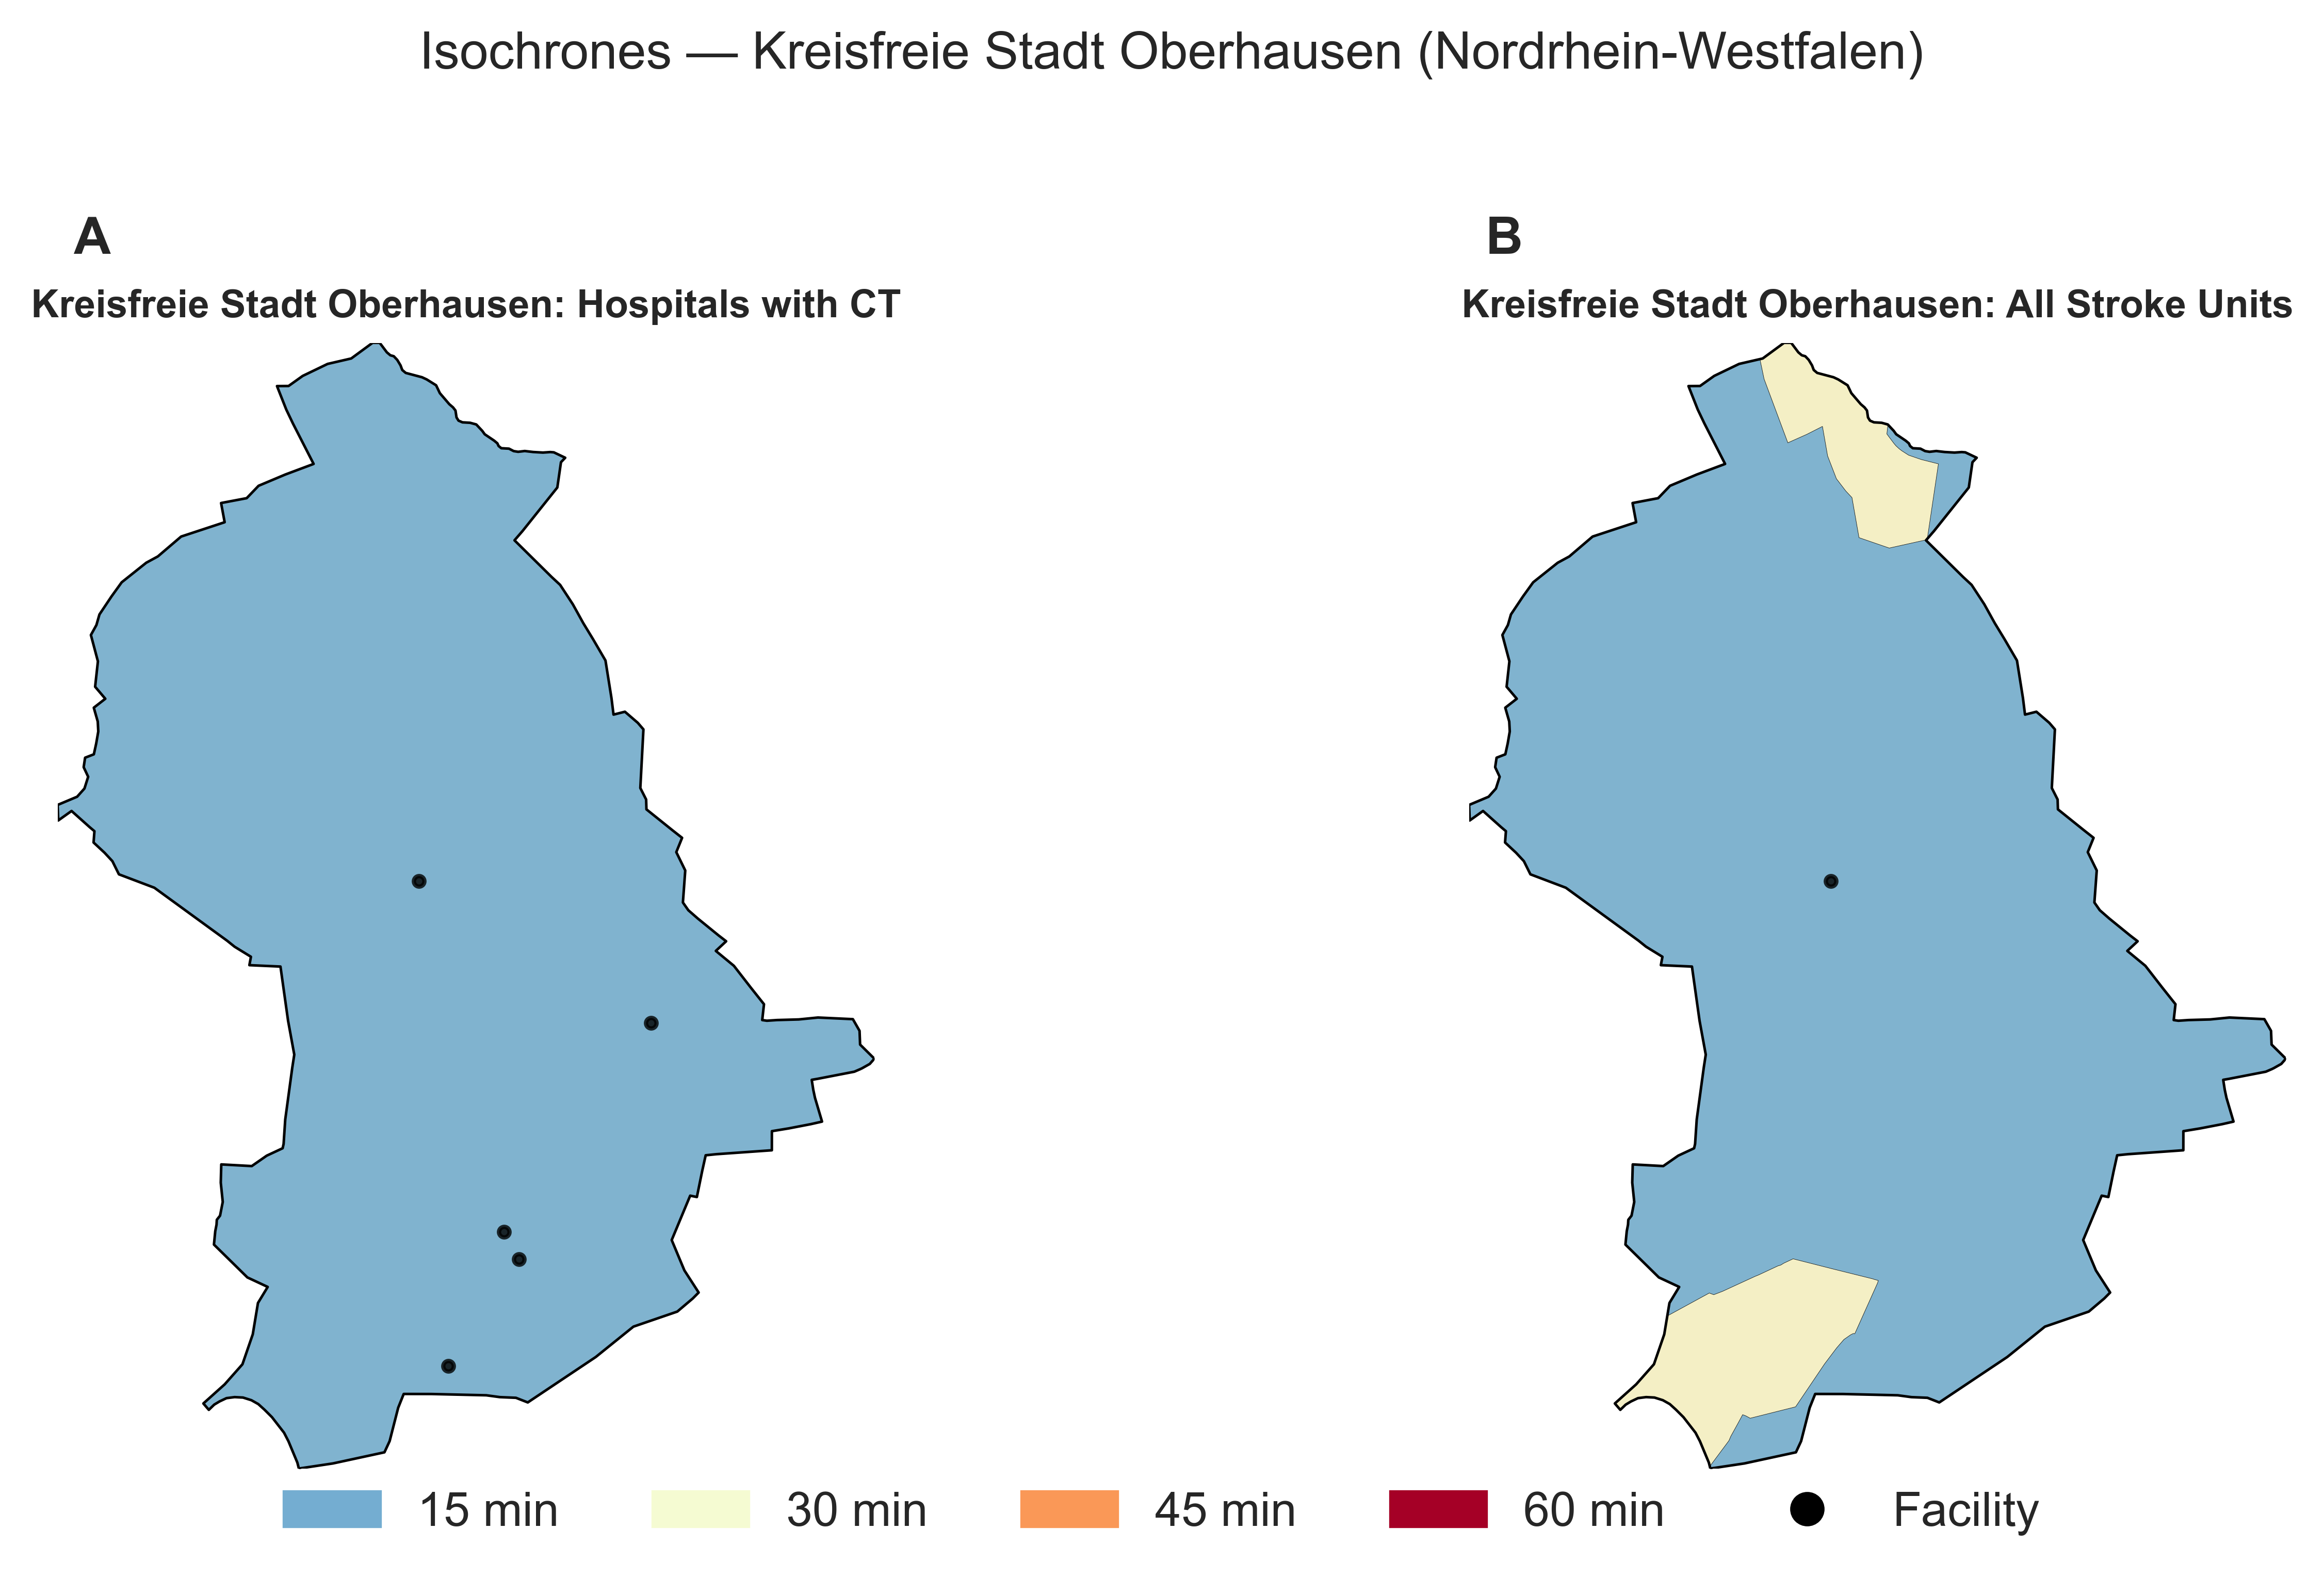 Isochrones — Kreisfreie Stadt Oberhausen (Nordrhein-Westfalen)
A
Kreisfreie Stadt Oberhausen: Hospitals with CT
B
Kreisfreie Stadt Oberhausen: All Stroke Units
15 min
30 min
45 min
60 min
Facility